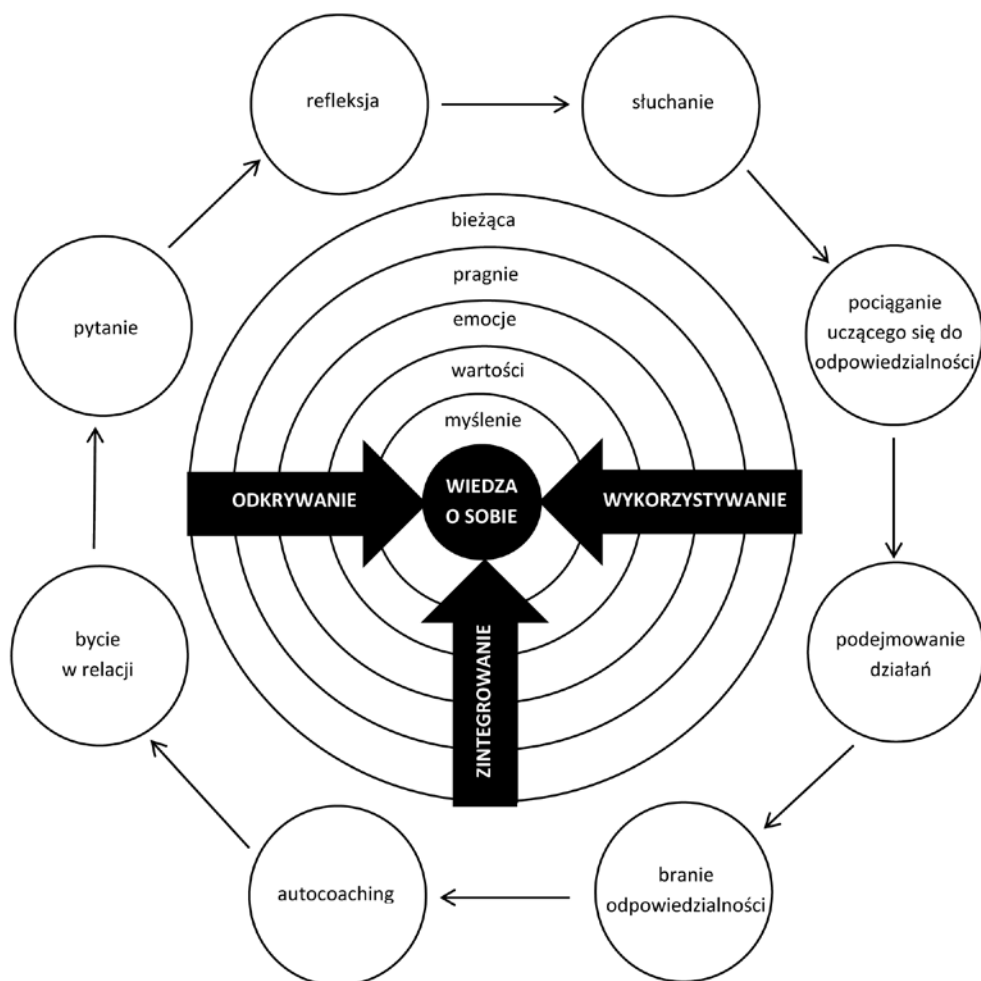 refleksja
słuchanie
bieżąca
pragnie
emocje
wartości
myślenie
pytanie
pociąganie
uczącego się do
odpowiedzialności
ODKRYWANIE
WIEDZA
O SOBIE
WYKORZYSTYWANIE
ZINTEGROWANIE
bycie
w relacji
podejmowanie
działań
autocoaching
branie
odpowiedzialności